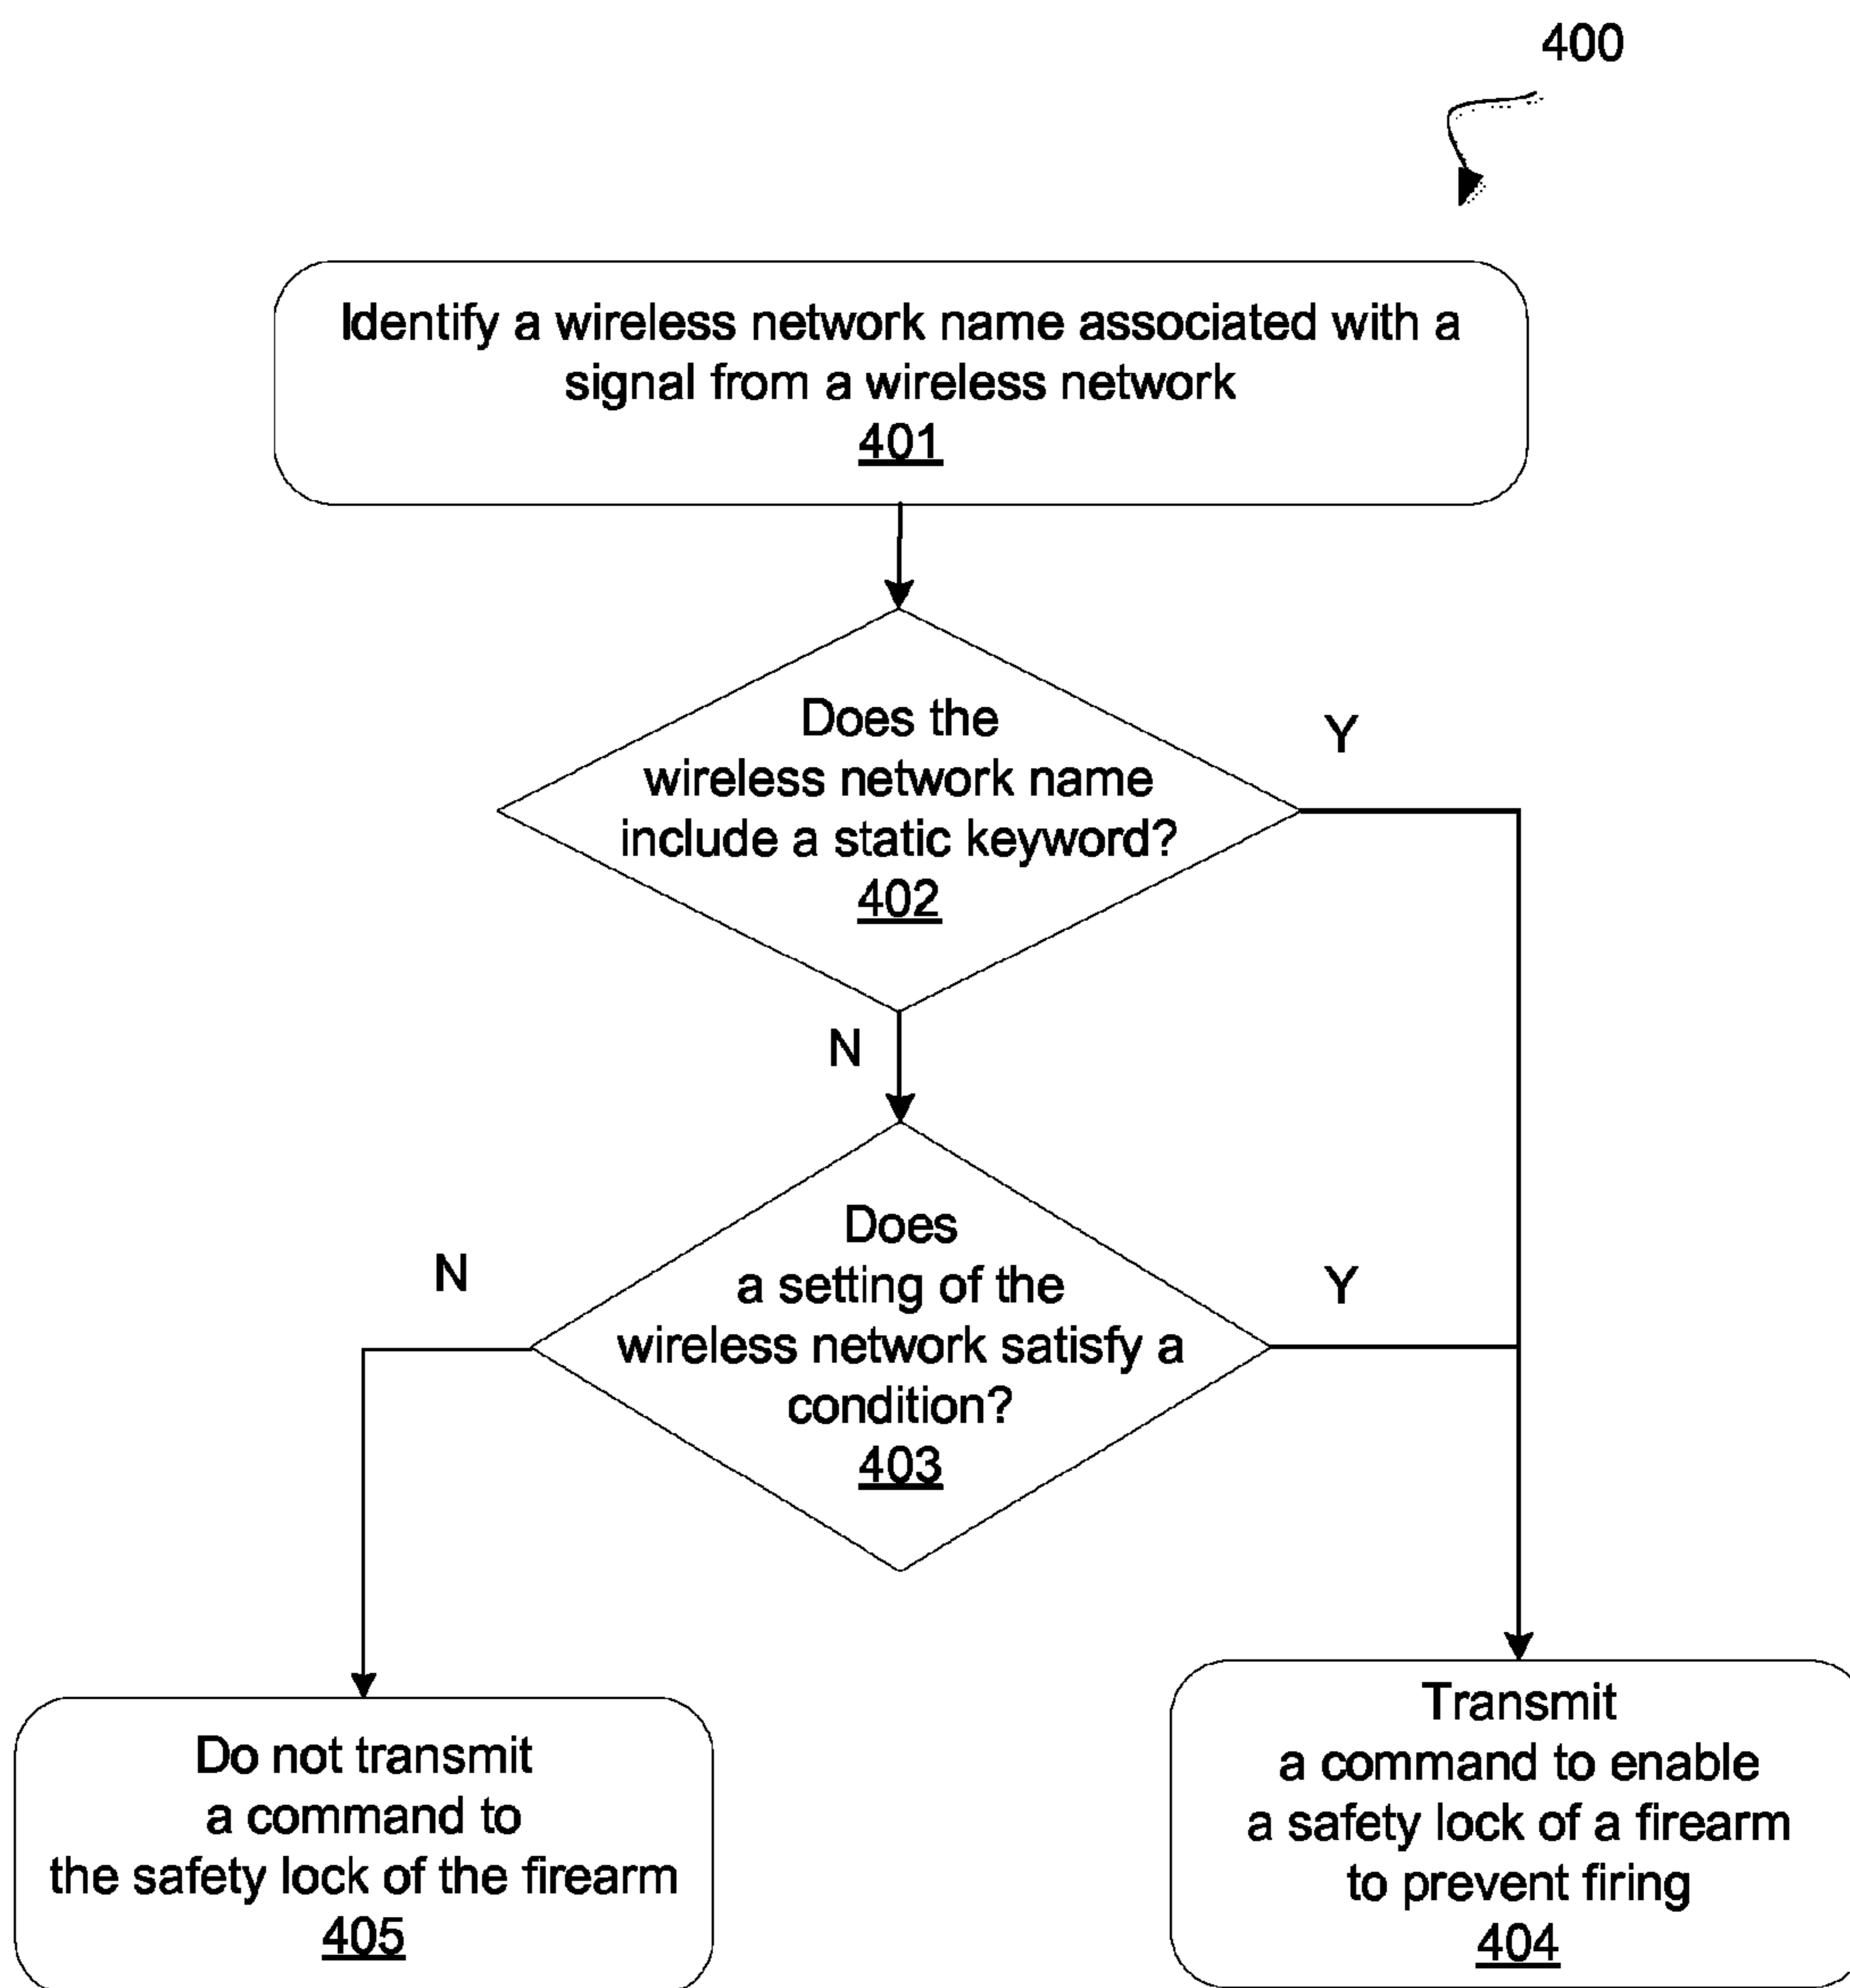 400
Identify a wireless network name associated with a
signal from a wireless network
401
Does the
wireless network name
include a static keyword?
402
Y
N
Does
a setting of the
wireless network satisfy a
condition?
403
N
Y
Do not transmit
a command to
the safety lock of the firearm
405
Transmit
a command to enable
a safety lock of a firearm
to prevent firing
404